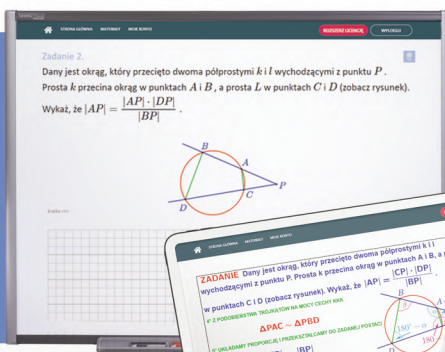 STRONA GŁÓWNA MATERIAŁY MOJE KONTO ROZSZERZ LICENCJĘ WYLOGUJ
Zadanie 2.
Dany jest okrąg, który przecięto dwoma półprostymi k i l wychodzącymi z punktu P .
Prosta k przecina okrąg w punktach A i B , a prosta L w punktach C i D (zobacz rysunek).
Wykaż, że |AP| = |AP| · |DP| / |BP| .
B
A
P
C
D
STRONA GŁÓWNA MATERIAŁY MOJE KONTO
ZADANIE Dany jest okrąg, który przecięto dwoma półprostymi k i l
wychodzącymi z punktu P. Prosta k przecina okrąg w punktach A i B, a
w punktach C i D (zobacz rysunek). Wykaż, że |AP| = |CP| · |DP| / |BP|
1° Z PODOBIEŃSTWA TRÓJKĄTÓW NA MOCY CECHY KKK
ΔPAC ~ ΔPBD
UKŁADAMY PROPORCJĘ I PRZEKSZTAŁCAMY DO ZADANEJ POSTACI
|BP|
B
A
180° − α
180
D